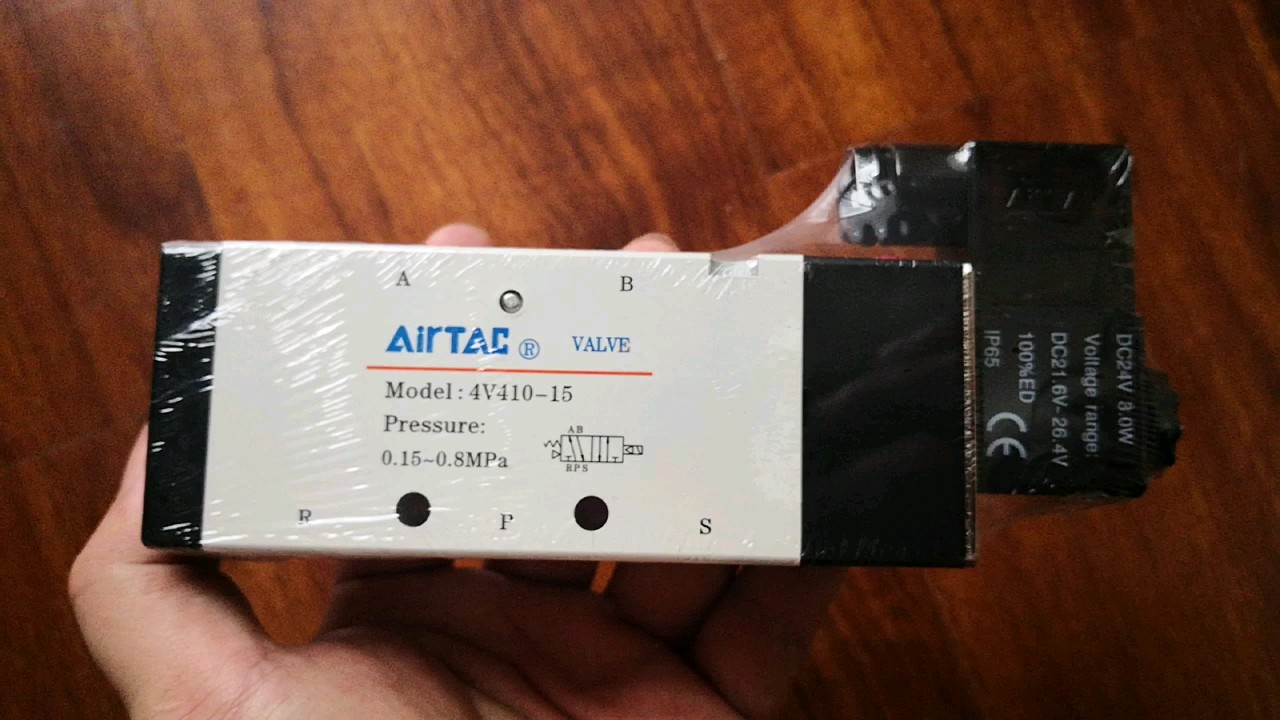 A B
AirTAC ® VALVE
Model: 4V410-15
Pressure:
0.15~0.8MPa
AB
RPS
R P S
DC24V 8.0W
Voltage range:
DC21.6V-26.4V
100%ED
IP65
CE